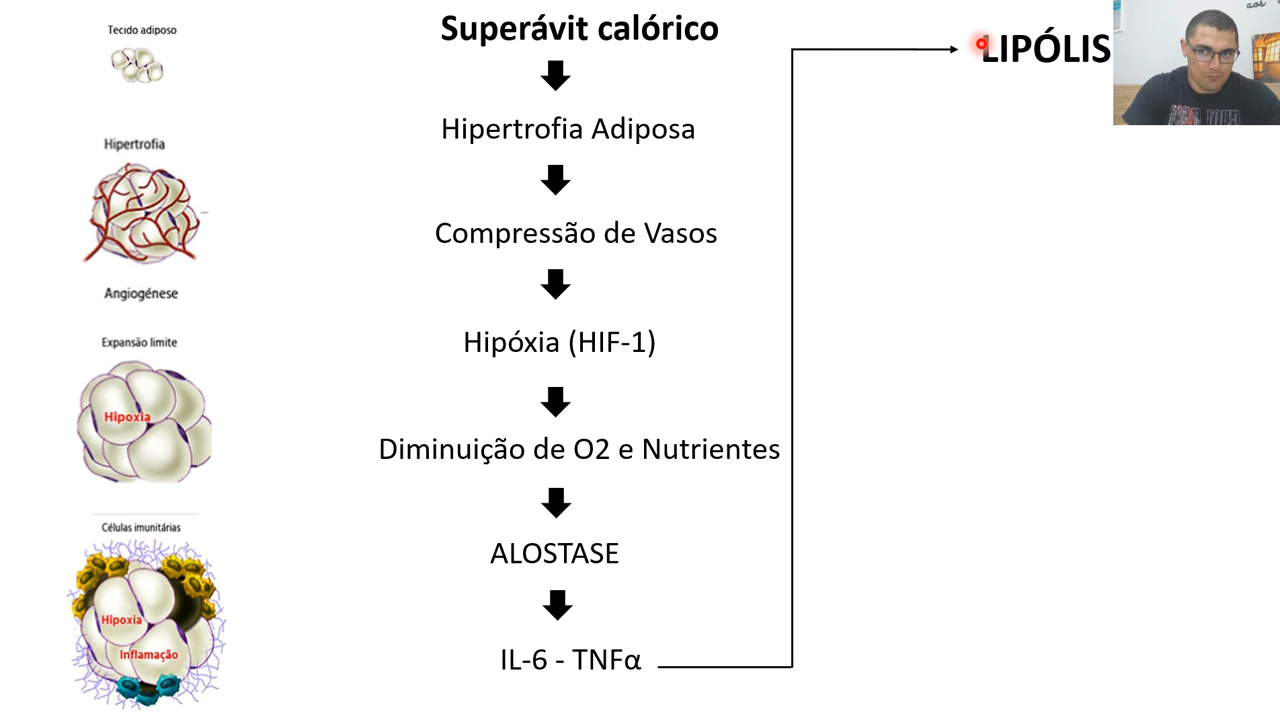 Tecido adiposo
Hipertrofia
Angiogénese
Expansão limite
Hipoxia
Células imunitárias
Hipoxia
Inflamação
Superávit calórico
Hipertrofia Adiposa
Compressão de Vasos
Hipóxia (HIF-1)
Diminuição de O2 e Nutrientes
ALOSTASE
IL-6 - TNFα
LIPÓLIS
aos